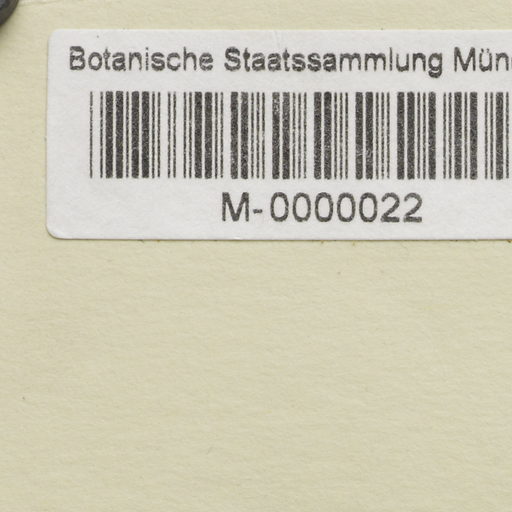 Botanische Staatssammlung Mün
M-0000022